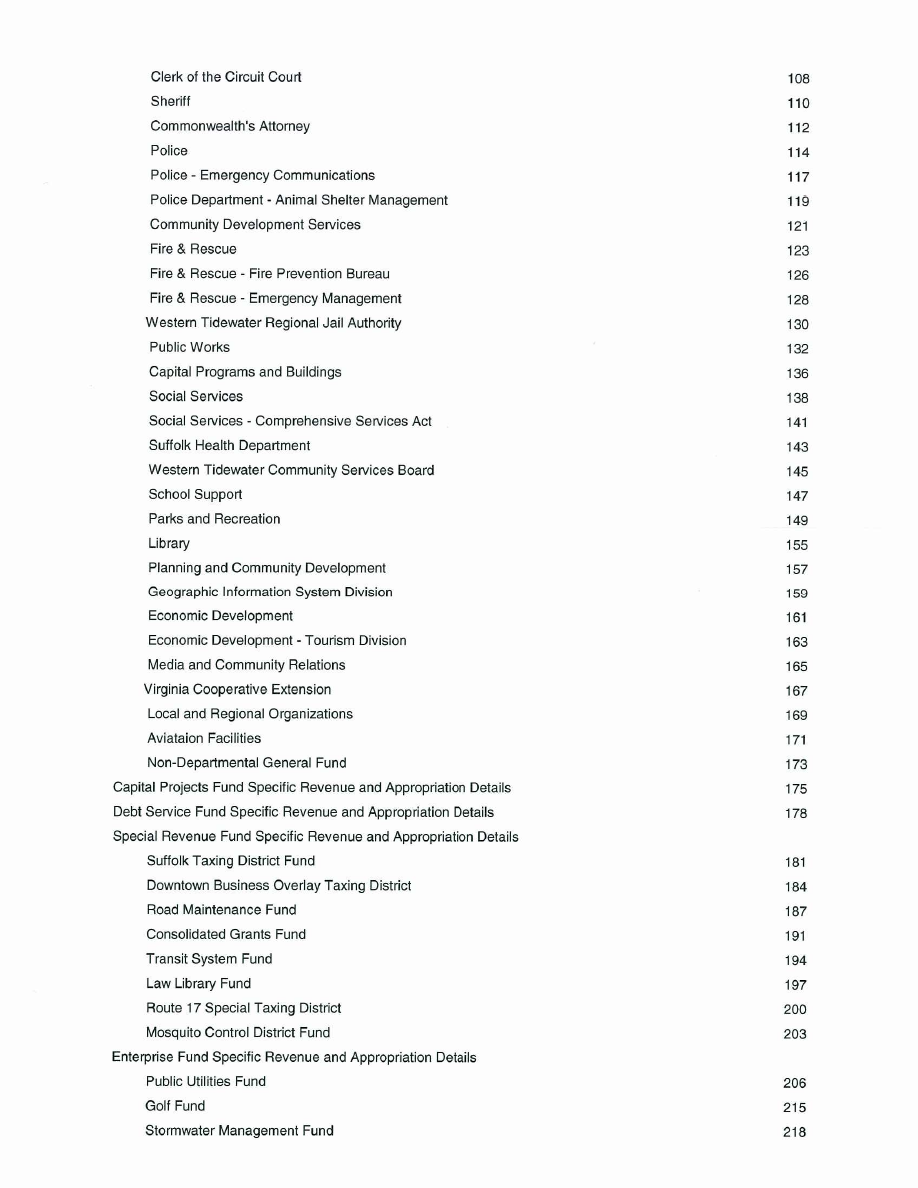 Clerk of the Circuit Court 108
Sheriff 110
Commonwealth's Attorney 112
Police 114
Police - Emergency Communications 117
Police Department - Animal Shelter Management 119
Community Development Services 121
Fire & Rescue 123
Fire & Rescue - Fire Prevention Bureau 126
Fire & Rescue - Emergency Management 128
Western Tidewater Regional Jail Authority 130
Public Works 132
Capital Programs and Buildings 136
Social Services 138
Social Services - Comprehensive Services Act 141
Suffolk Health Department 143
Western Tidewater Community Services Board 145
School Support 147
Parks and Recreation 149
Library 155
Planning and Community Development 157
Geographic Information System Division 159
Economic Development 161
Economic Development - Tourism Division 163
Media and Community Relations 165
Virginia Cooperative Extension 167
Local and Regional Organizations 169
Aviataion Facilities 171
Non-Departmental General Fund 173
Capital Projects Fund Specific Revenue and Appropriation Details 175
Debt Service Fund Specific Revenue and Appropriation Details 178
Special Revenue Fund Specific Revenue and Appropriation Details
Suffolk Taxing District Fund 181
Downtown Business Overlay Taxing District 184
Road Maintenance Fund 187
Consolidated Grants Fund 191
Transit System Fund 194
Law Library Fund 197
Route 17 Special Taxing District 200
Mosquito Control District Fund 203
Enterprise Fund Specific Revenue and Appropriation Details
Public Utilities Fund 206
Golf Fund 215
Stormwater Management Fund 218